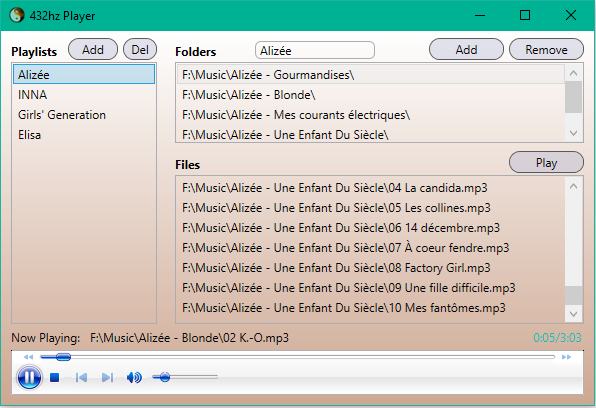 432hz Player
Playlists Add Del Folders Alizée Add Remove
Alizée
INNA
Girls' Generation
Elisa
F:\Music\Alizée - Gourmandises\
F:\Music\Alizée - Blonde\
F:\Music\Alizée - Mes courants électriques\
F:\Music\Alizée - Une Enfant Du Siècle\
Files Play
F:\Music\Alizée - Une Enfant Du Siècle\04 La candida.mp3
F:\Music\Alizée - Une Enfant Du Siècle\05 Les collines.mp3
F:\Music\Alizée - Une Enfant Du Siècle\06 14 décembre.mp3
F:\Music\Alizée - Une Enfant Du Siècle\07 À coeur fendre.mp3
F:\Music\Alizée - Une Enfant Du Siècle\08 Factory Girl.mp3
F:\Music\Alizée - Une Enfant Du Siècle\09 Une fille difficile.mp3
F:\Music\Alizée - Une Enfant Du Siècle\10 Mes fantômes.mp3
Now Playing: F:\Music\Alizée - Blonde\02 K.-O.mp3 0:05/3:03